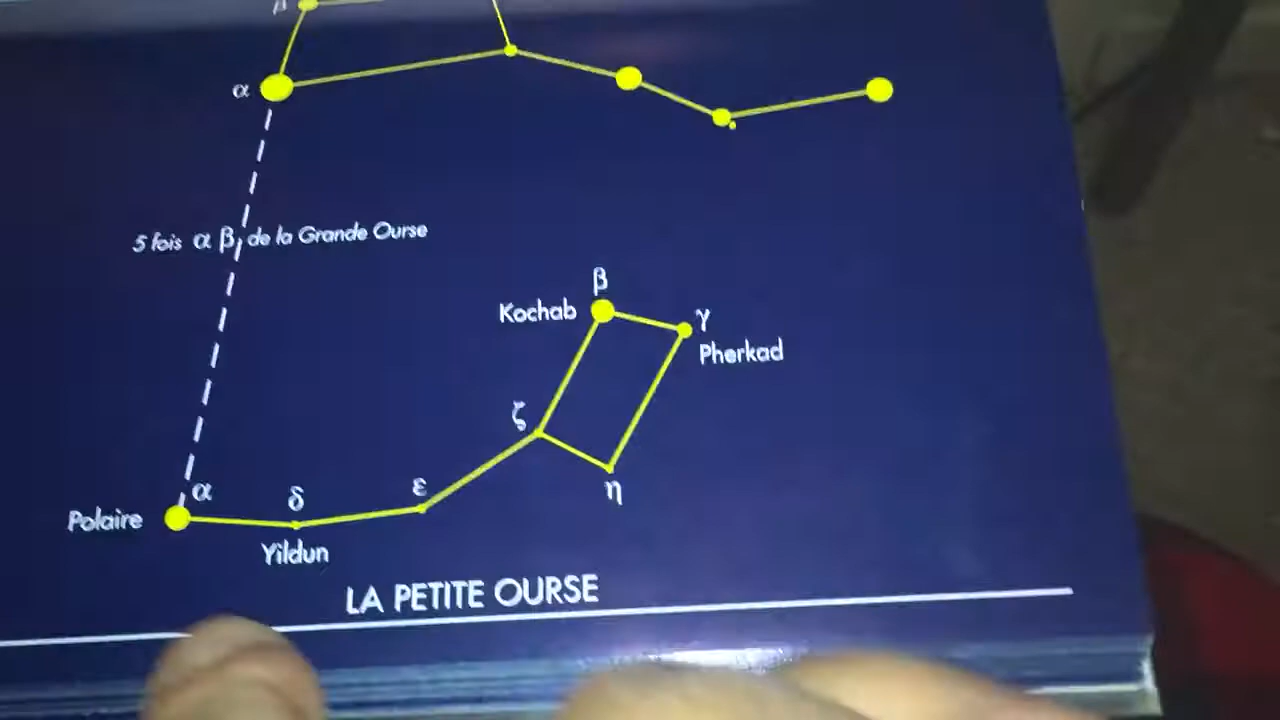 β
α
5 fois α β, de la Grande Ourse
β
Kochab
γ
Pherkad
ζ
η
ε
δ
α
Polaire
Yildun
LA PETITE OURSE